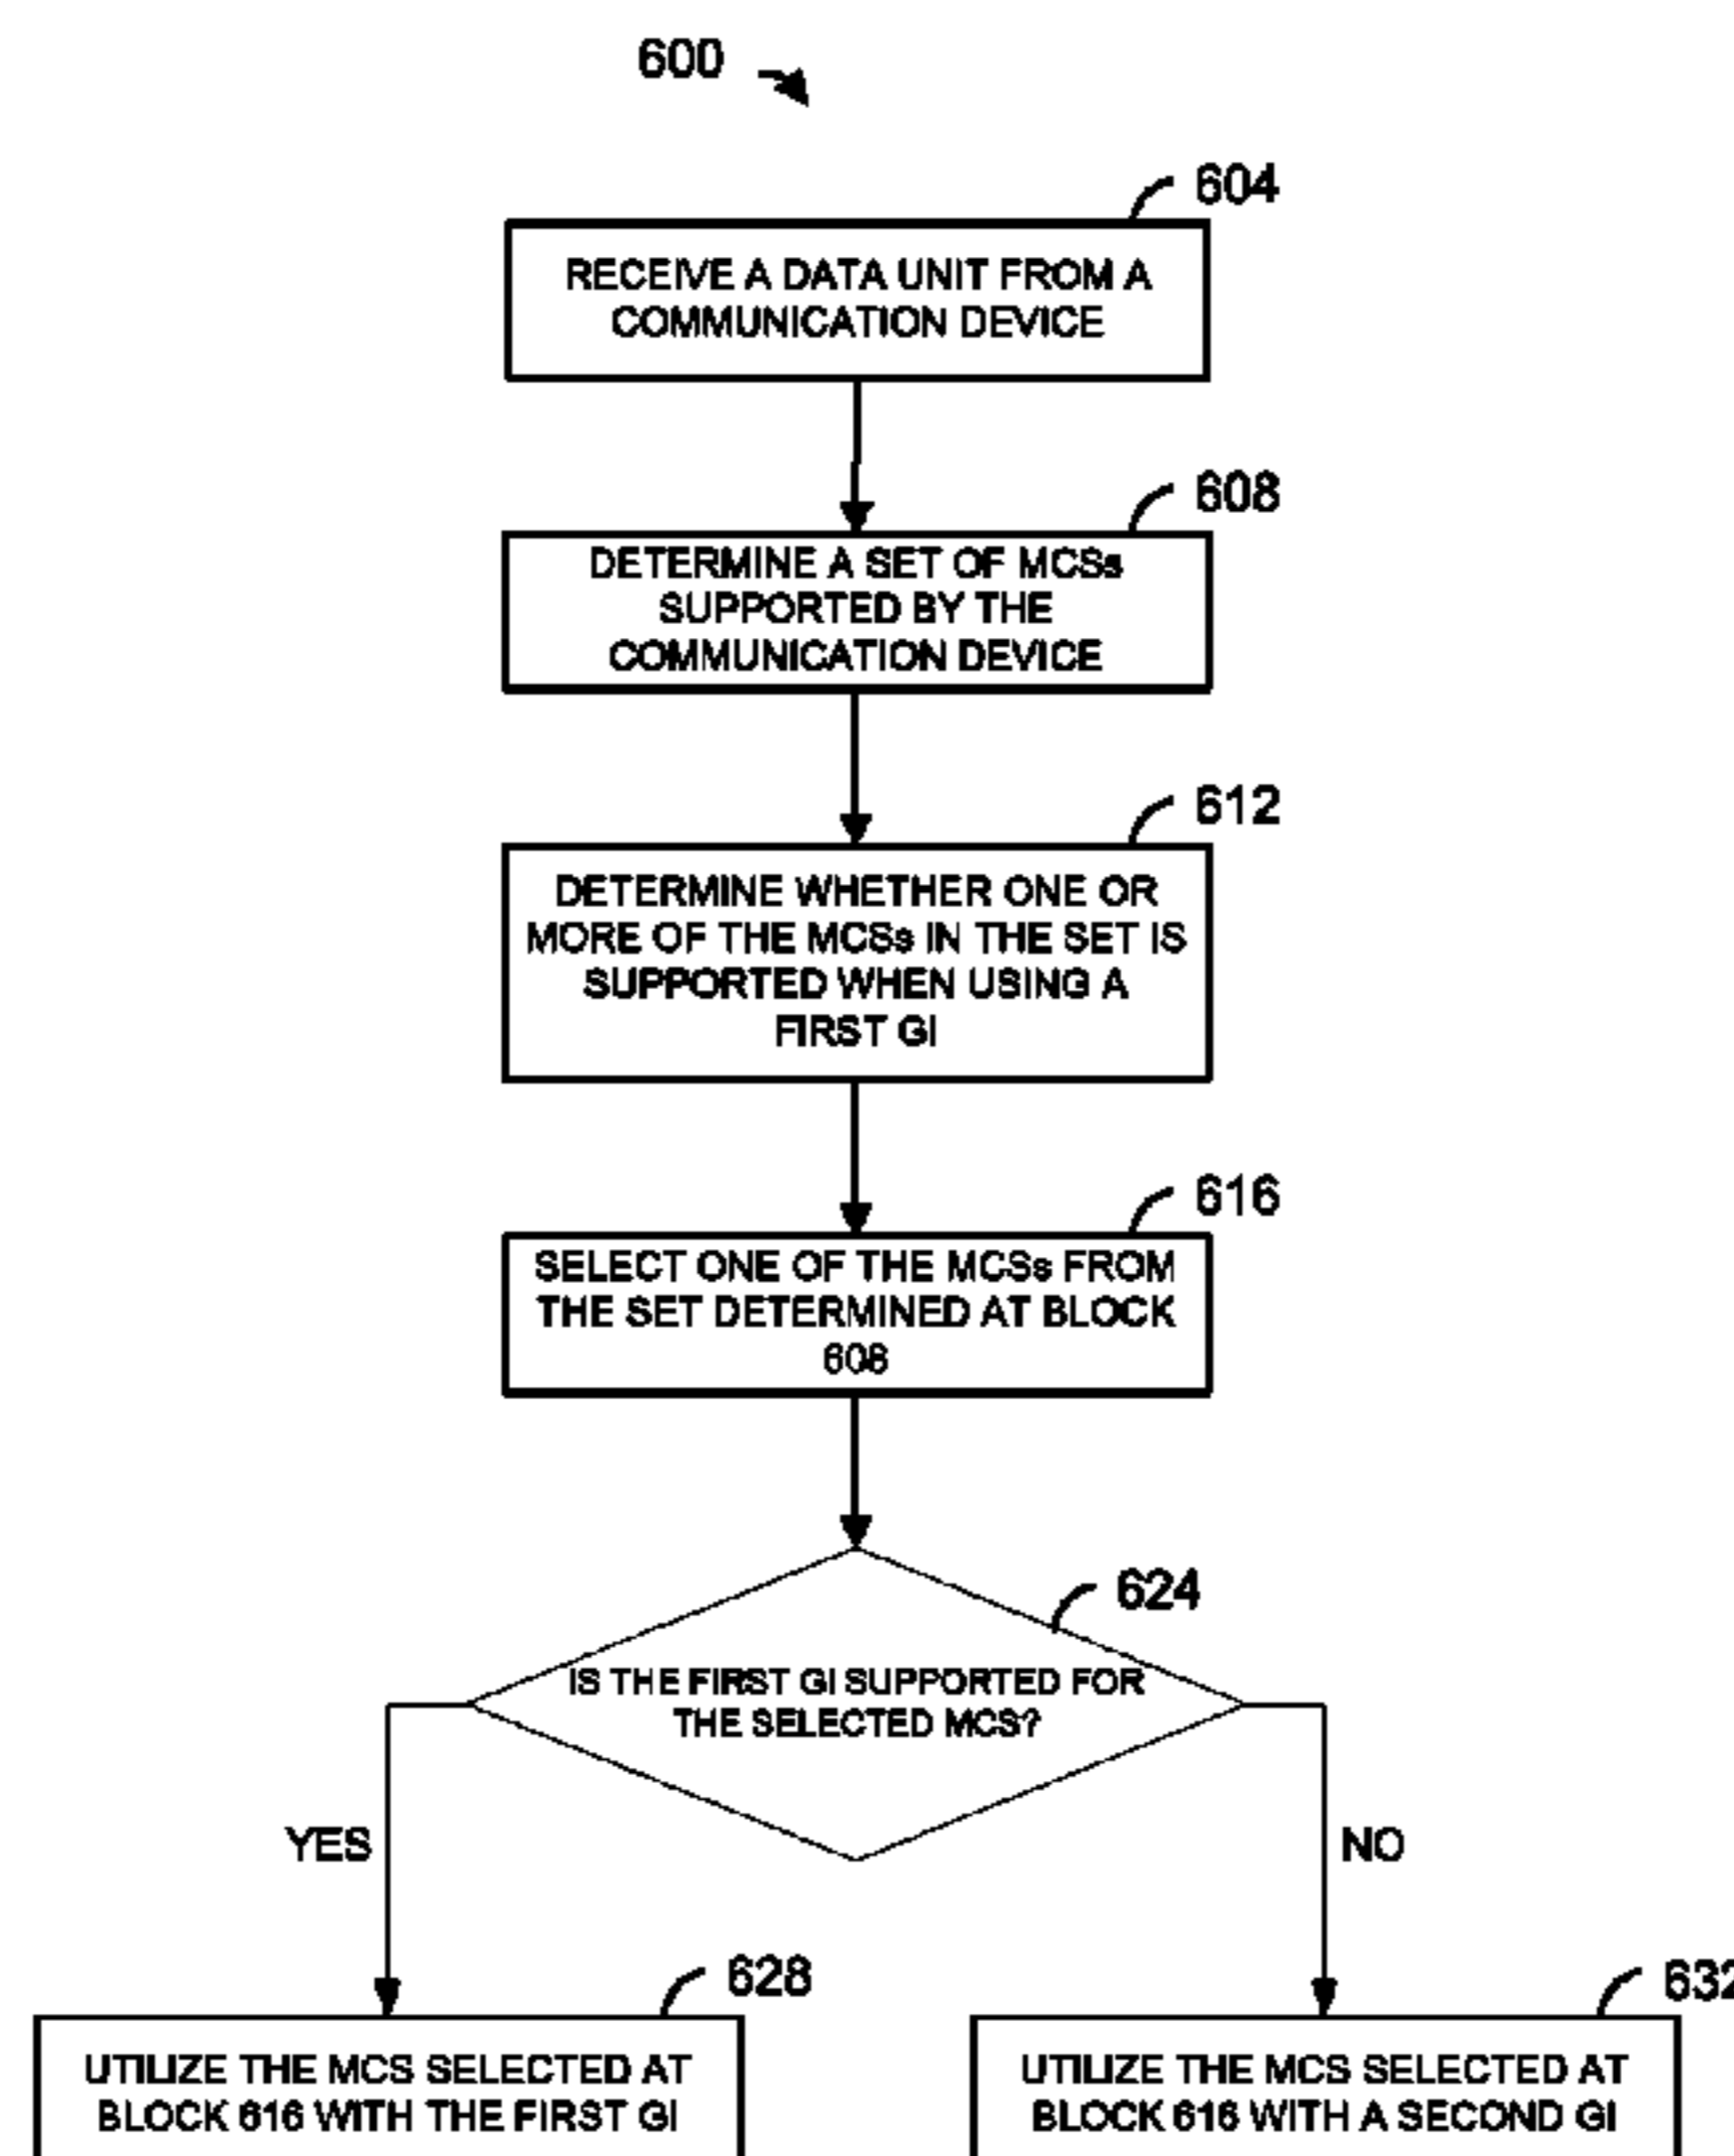 600
604
RECEIVE A DATA UNIT FROM A
COMMUNICATION DEVICE
608
DETERMINE A SET OF MCSs
SUPPORTED BY THE
COMMUNICATION DEVICE
612
DETERMINE WHETHER ONE OR
MORE OF THE MCSs IN THE SET IS
SUPPORTED WHEN USING A
FIRST GI
616
SELECT ONE OF THE MCSs FROM
THE SET DETERMINED AT BLOCK
608
624
IS THE FIRST GI SUPPORTED FOR
THE SELECTED MCS?
YES
NO
628
UTILIZE THE MCS SELECTED AT
BLOCK 616 WITH THE FIRST GI
632
UTILIZE THE MCS SELECTED AT
BLOCK 616 WITH A SECOND GI